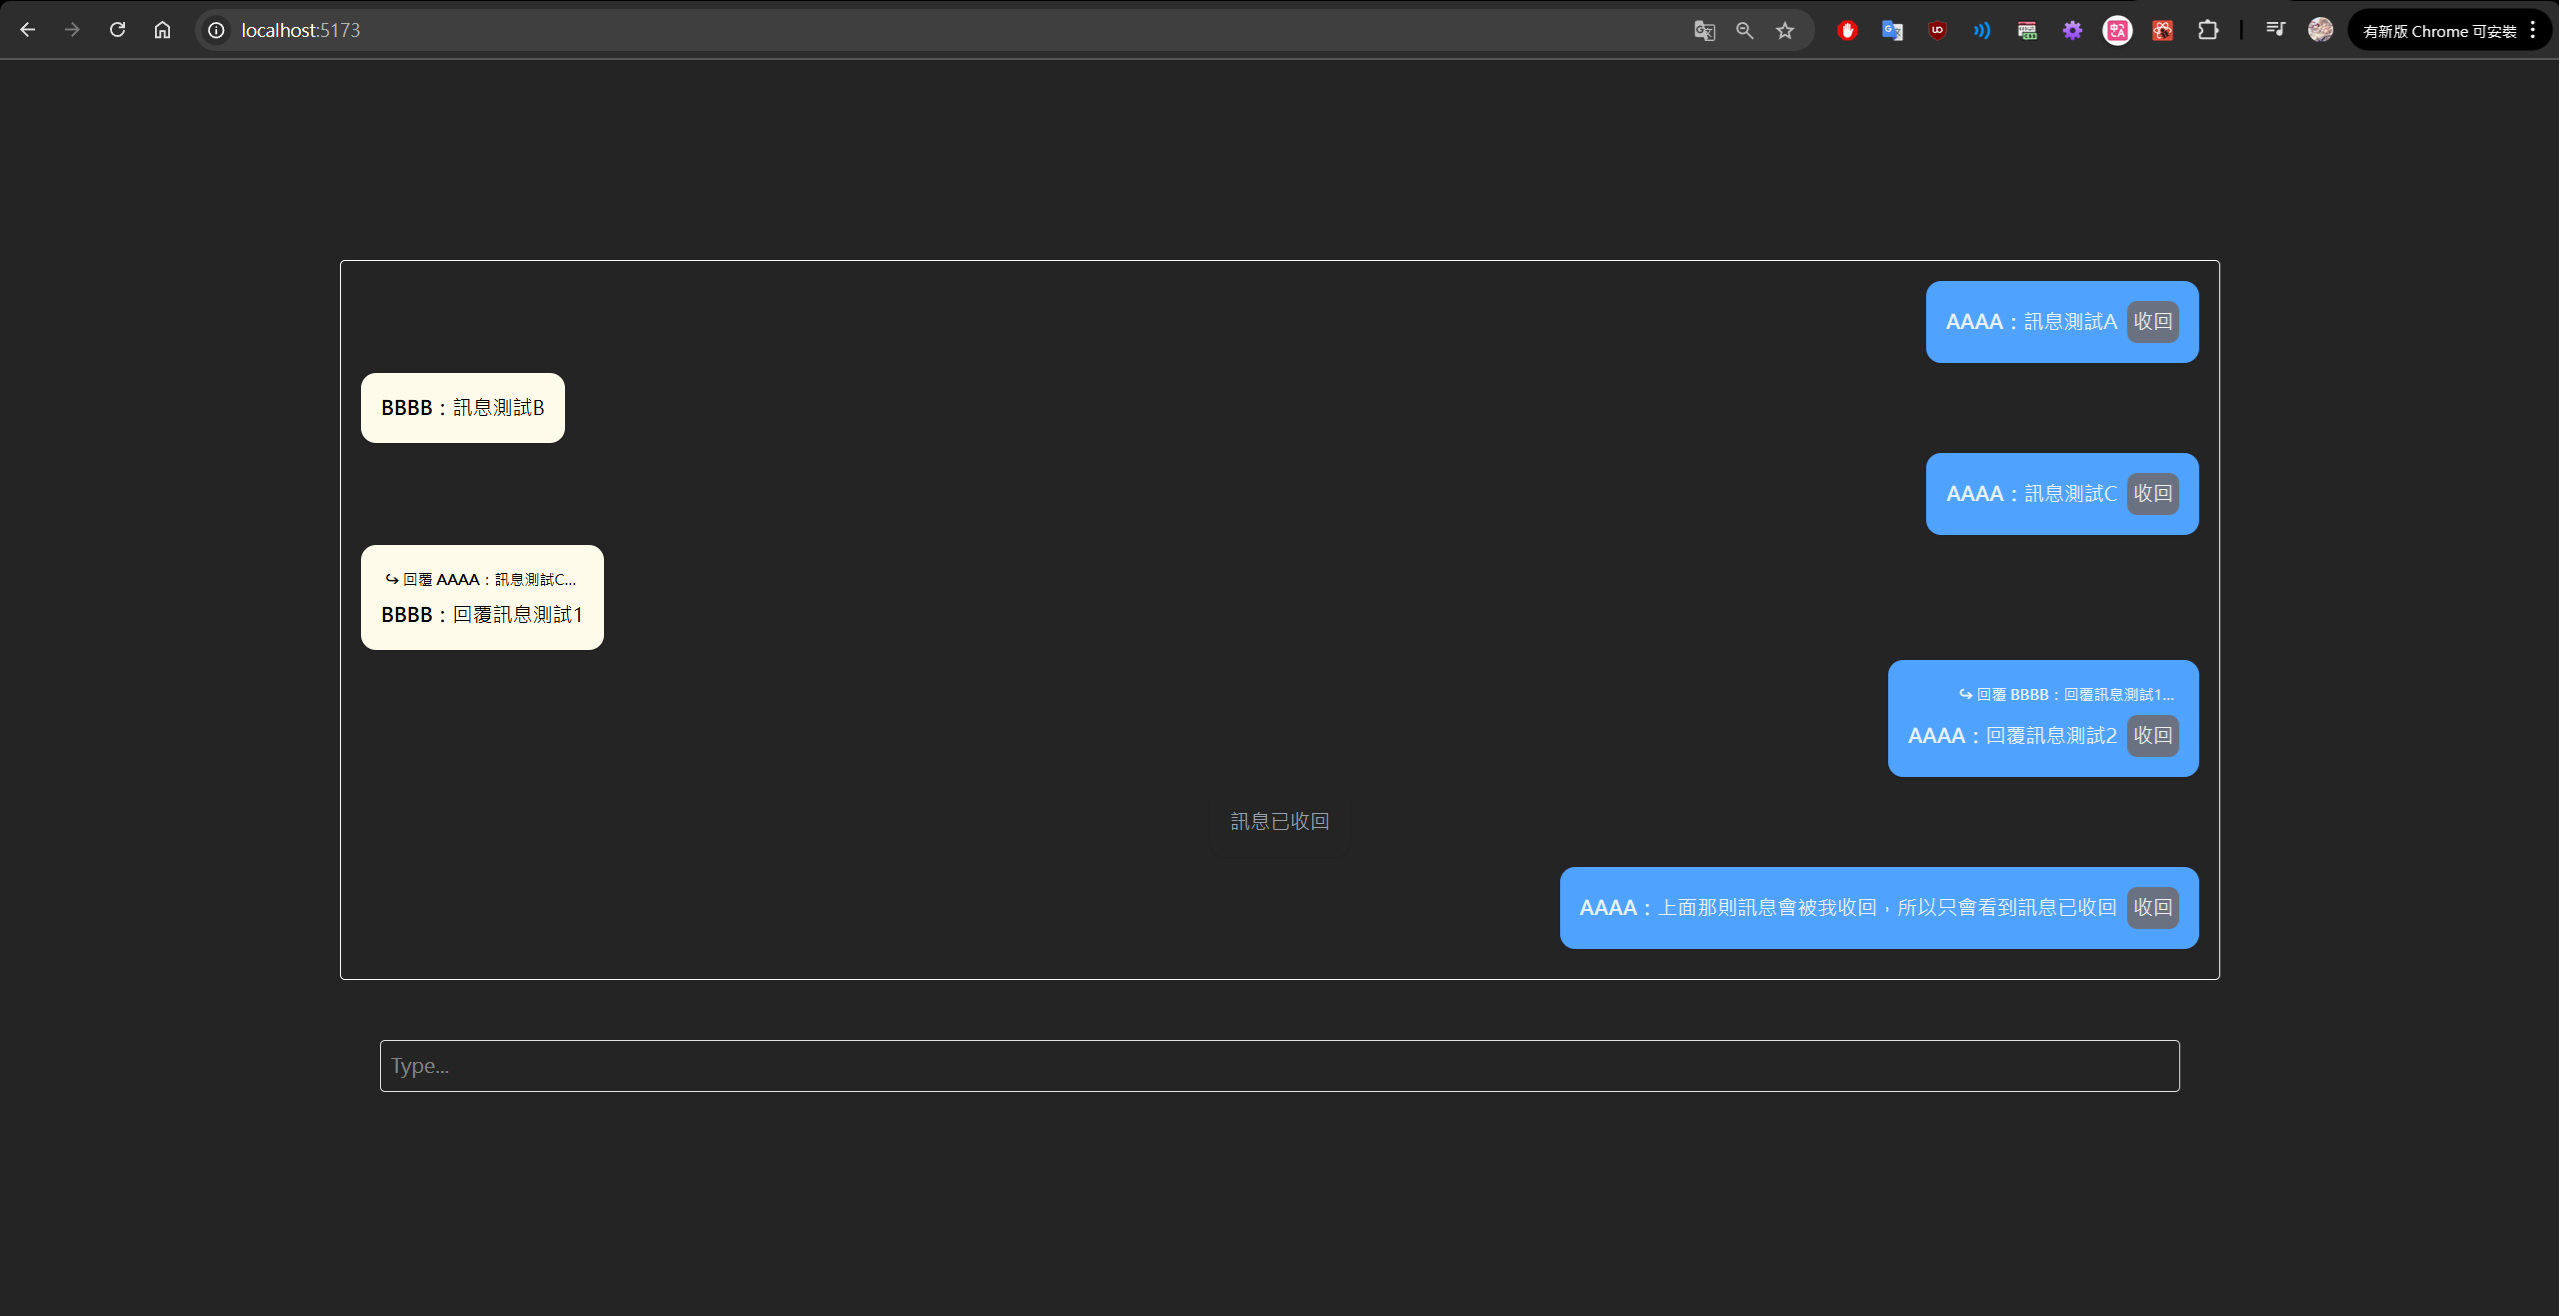 localhost:5173
有新版 Chrome 可安裝
AAAA：訊息測試A 收回
BBBB：訊息測試B
AAAA：訊息測試C 收回
↪ 回覆 AAAA：訊息測試C...
BBBB：回覆訊息測試1
↪ 回覆 BBBB：回覆訊息測試1...
AAAA：回覆訊息測試2 收回
訊息已收回
AAAA：上面那則訊息會被我收回，所以只會看到訊息已收回 收回
Type...